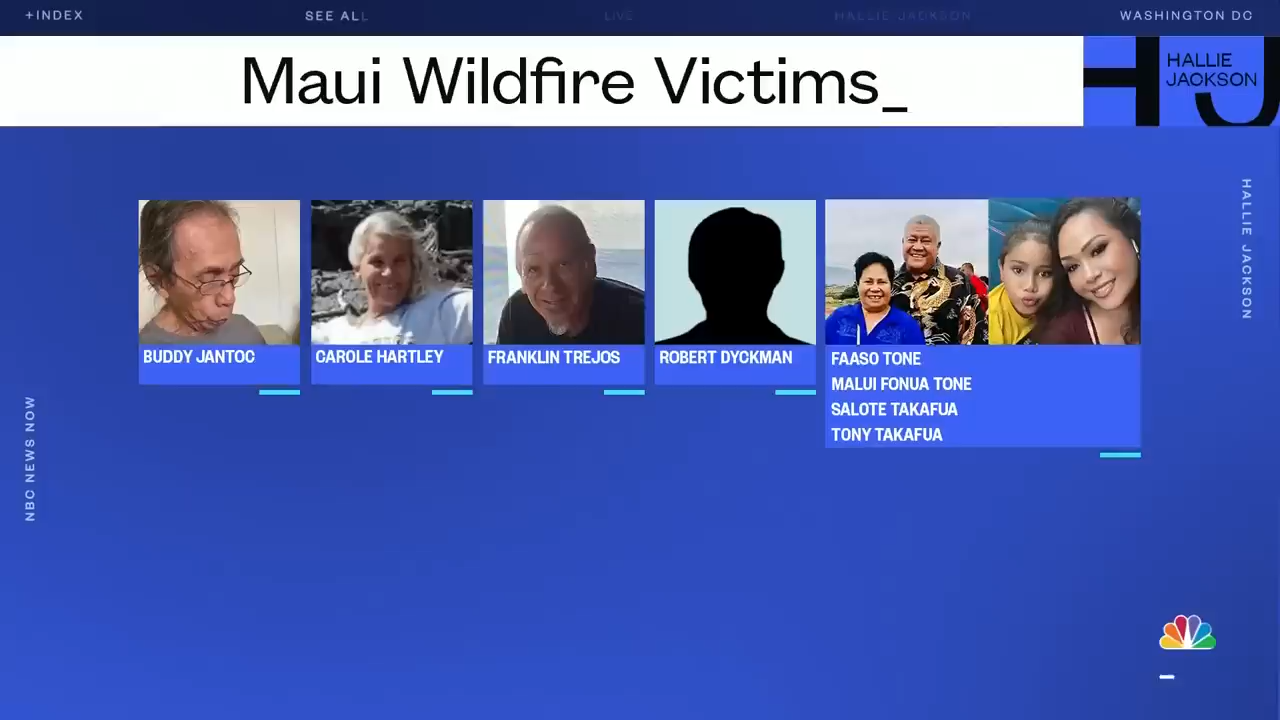 +INDEX
SEE ALL
LIVE
HALLIE JACKSON
WASHINGTON DC
Maui Wildfire Victims_
HALLIE
JACKSON
HALLIE JACKSON
BUDDY JANTOC
CAROLE HARTLEY
FRANKLIN TREJOS
ROBERT DYCKMAN
FAASO TONE
MALUI FONUA TONE
SALOTE TAKAFUA
TONY TAKAFUA
NBC NEWS NOW